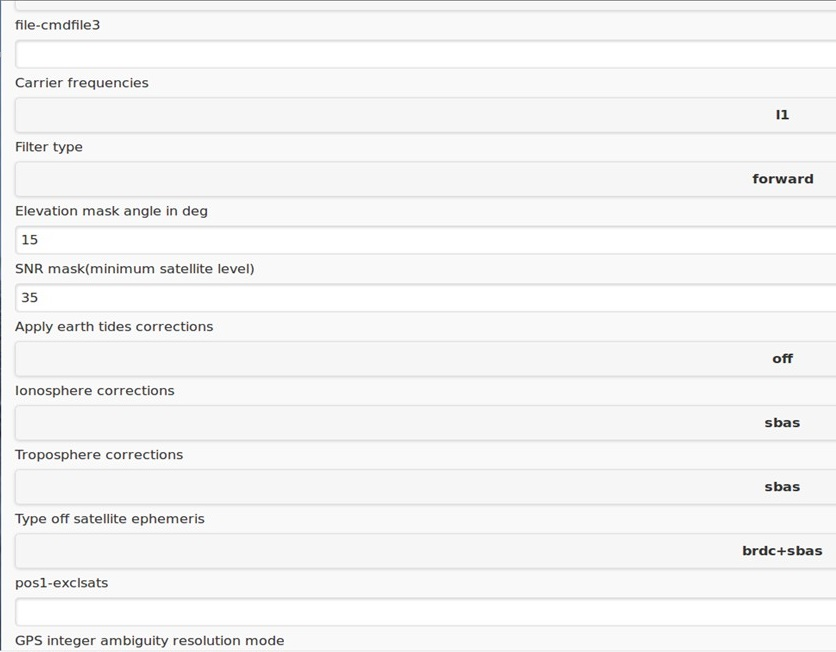 file-cmdfile3
Carrier frequencies
l1
Filter type
forward
Elevation mask angle in deg
15
SNR mask(minimum satellite level)
35
Apply earth tides corrections
off
Ionosphere corrections
sbas
Troposphere corrections
sbas
Type off satellite ephemeris
brdc+sbas
pos1-exclsats
GPS integer ambiguity resolution mode